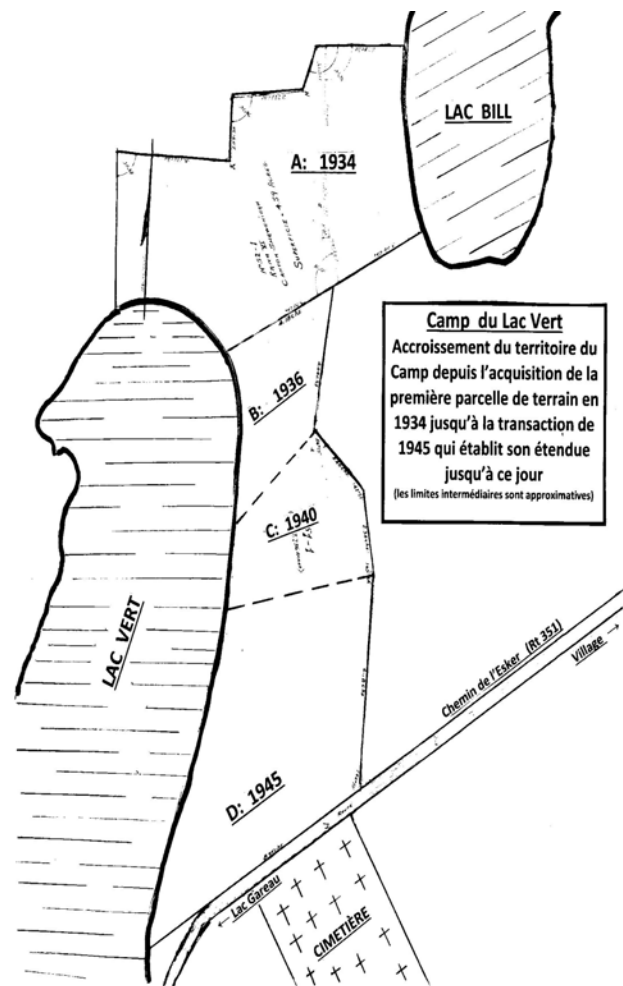 LAC BILL
A: 1934
SUPERFICIE
Camp du Lac Vert
Accroissement du territoire du
Camp depuis l'acquisition de la
première parcelle de terrain en
1934 jusqu'à la transaction de
1945 qui établit son étendue
jusqu'à ce jour
(les limites intermédiaires sont approximatives)
B: 1936
C: 1940
LAC VERT
Chemin de l'Esker (Rt 351)
Village →
D: 1945
← Lac Gareau
CIMETIÈRE